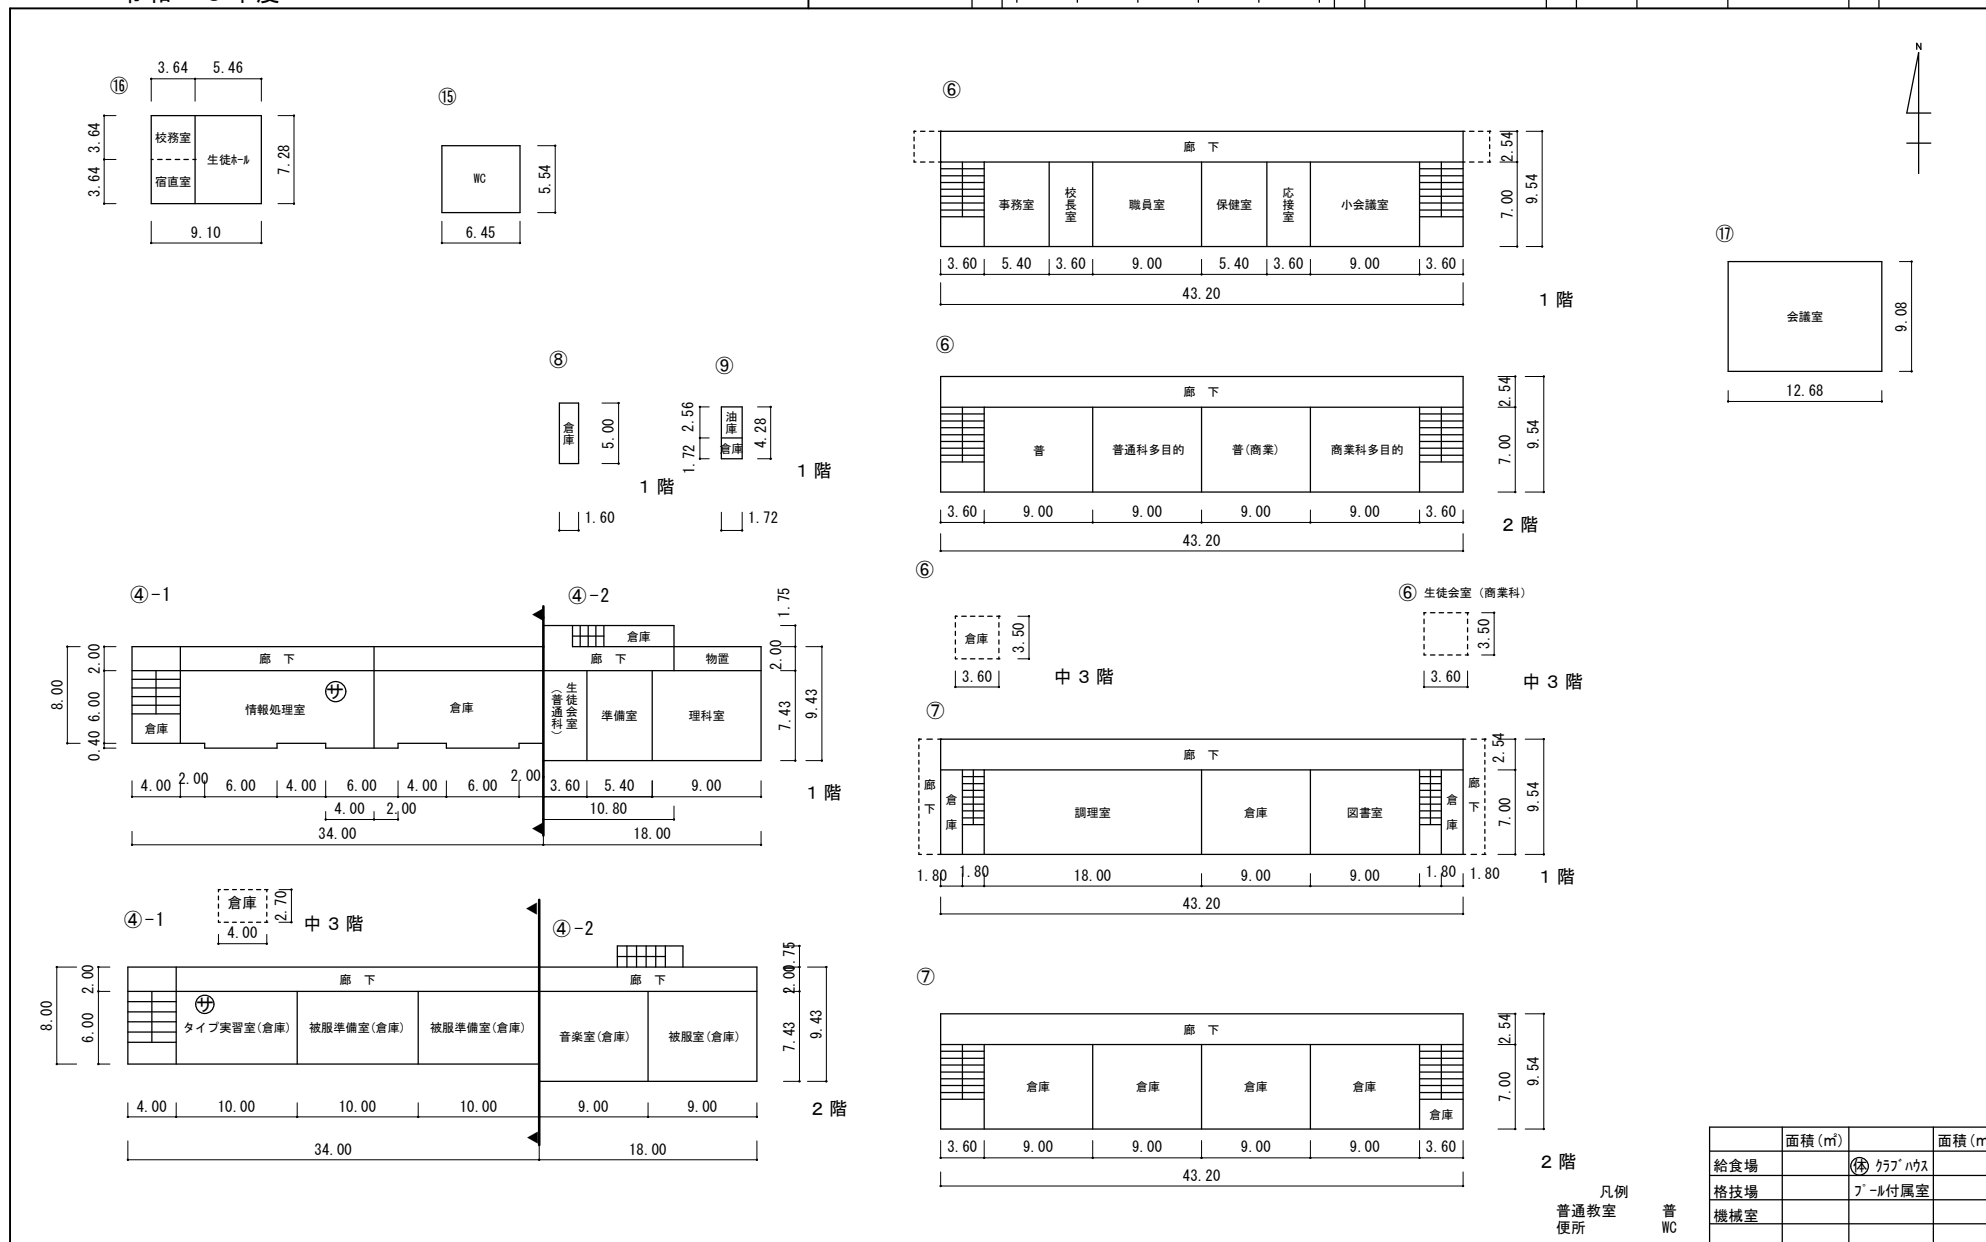 ⑯
3.64 5.46
3.64
3.64
校務室
宿直室
生徒ﾎｰﾙ
7.28
9.10
⑮
WC
5.54
6.45
⑥
廊 下
事務室
校長室
職員室
保健室
応接室
小会議室
2.54
7.00
9.54
3.60 5.40 3.60 9.00 5.40 3.60 9.00 3.60
43.20
1階
N
⑰
会議室
9.08
12.68
⑧
倉庫
5.00
1階
1.60
⑨
2.56
1.72
油庫
倉庫
4.28
1階
1.72
⑥
廊 下
普
普通科多目的
普(商業)
商業科多目的
2.54
7.00
9.54
3.60 9.00 9.00 9.00 9.00 3.60
43.20
2階
⑥
倉庫
3.50
3.60
中3階
⑥ 生徒会室（商業科）
3.50
3.60
中3階
④-1
④-2
1.75
2.00
7.43
9.43
8.00
2.00
6.00
0.40
倉庫
廊 下
廊 下
物置
情報処理室
㋚
倉庫
倉庫
生徒会室
（普通科）
準備室
理科室
4.00 2.00 6.00 4.00 6.00 4.00 6.00 2.00 3.60 5.40 9.00
4.00 2.00 10.80
34.00 18.00
1階
⑦
廊 下
廊下
倉庫
調理室
倉庫
図書室
倉庫
廊下
2.54
7.00
9.54
1.80 1.80 18.00 9.00 9.00 1.80 1.80
43.20
1階
④-1
倉庫
2.70
4.00
中3階
④-2
8.00
2.00
6.00
廊 下
廊 下
㋚
タイプ実習室(倉庫)
被服準備室(倉庫)
被服準備室(倉庫)
音楽室(倉庫)
被服室(倉庫)
1.75
2.00
7.43
9.43
4.00 10.00 10.00 10.00 9.00 9.00
34.00 18.00
2階
⑦
廊 下
倉庫
倉庫
倉庫
倉庫
倉庫
2.54
7.00
9.54
3.60 9.00 9.00 9.00 9.00 3.60
43.20
2階
凡例
普通教室 普
便所 WC
面積(㎡) 面積(㎡
給食場 ㊍ ｸﾗﾌﾞﾊｳｽ
格技場 ﾌﾟｰﾙ付属室
機械室